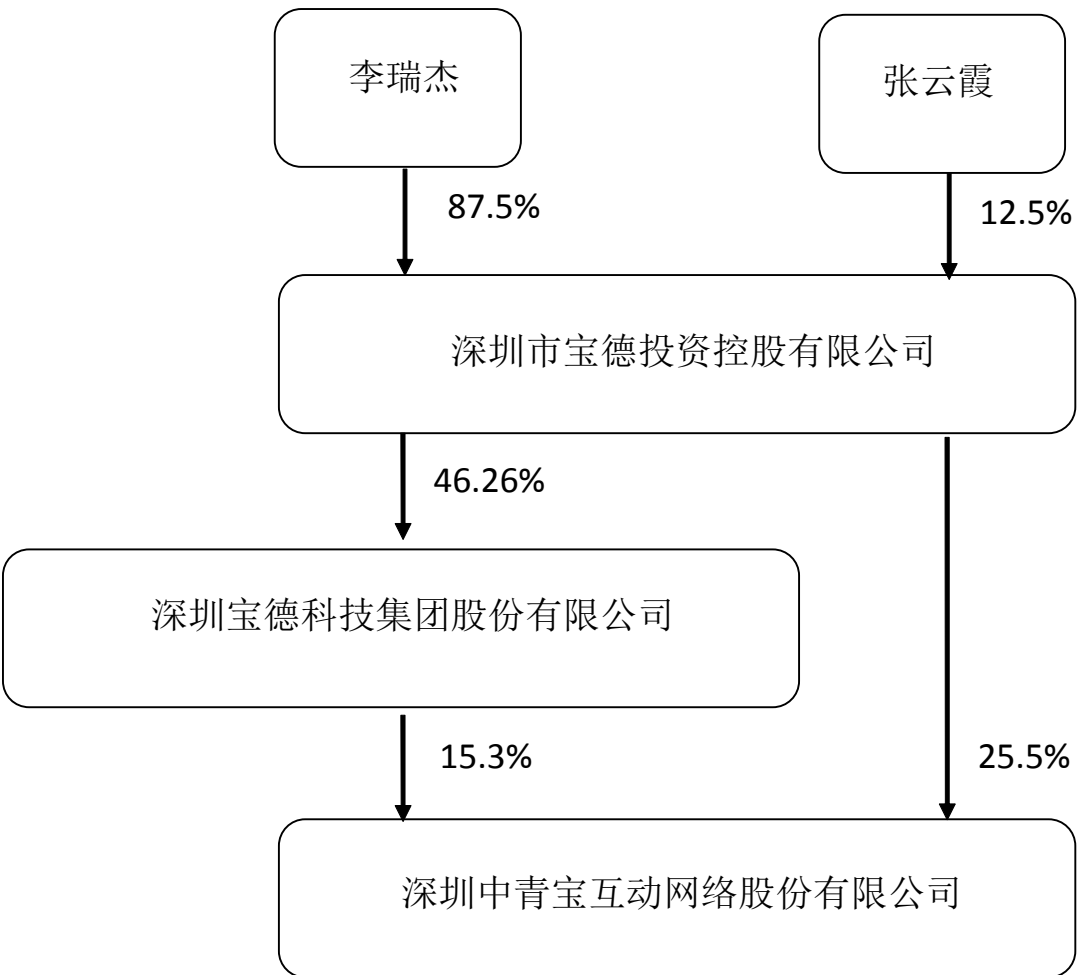 李瑞杰
张云霞
87.5%
12.5%
深圳市宝德投资控股有限公司
46.26%
深圳宝德科技集团股份有限公司
15.3%
25.5%
深圳中青宝互动网络股份有限公司